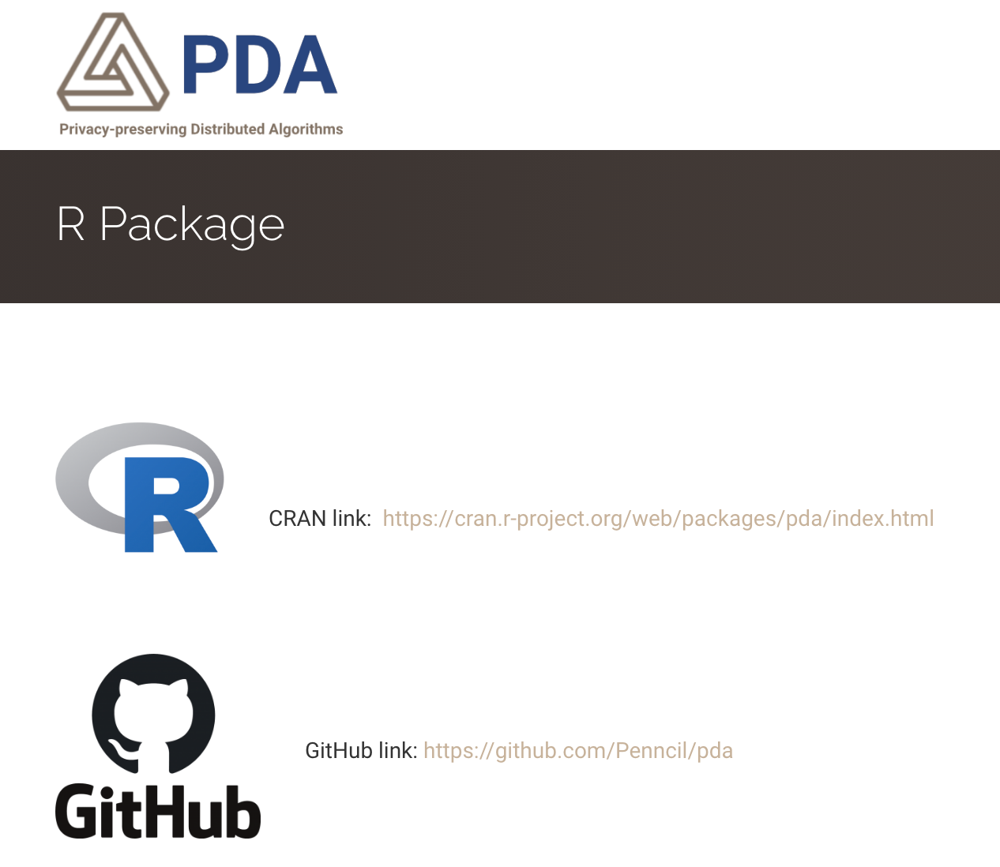 PDA
Privacy-preserving Distributed Algorithms
R Package
R
CRAN link: https://cran.r-project.org/web/packages/pda/index.html
GitHub link: https://github.com/Penncil/pda
GitHub